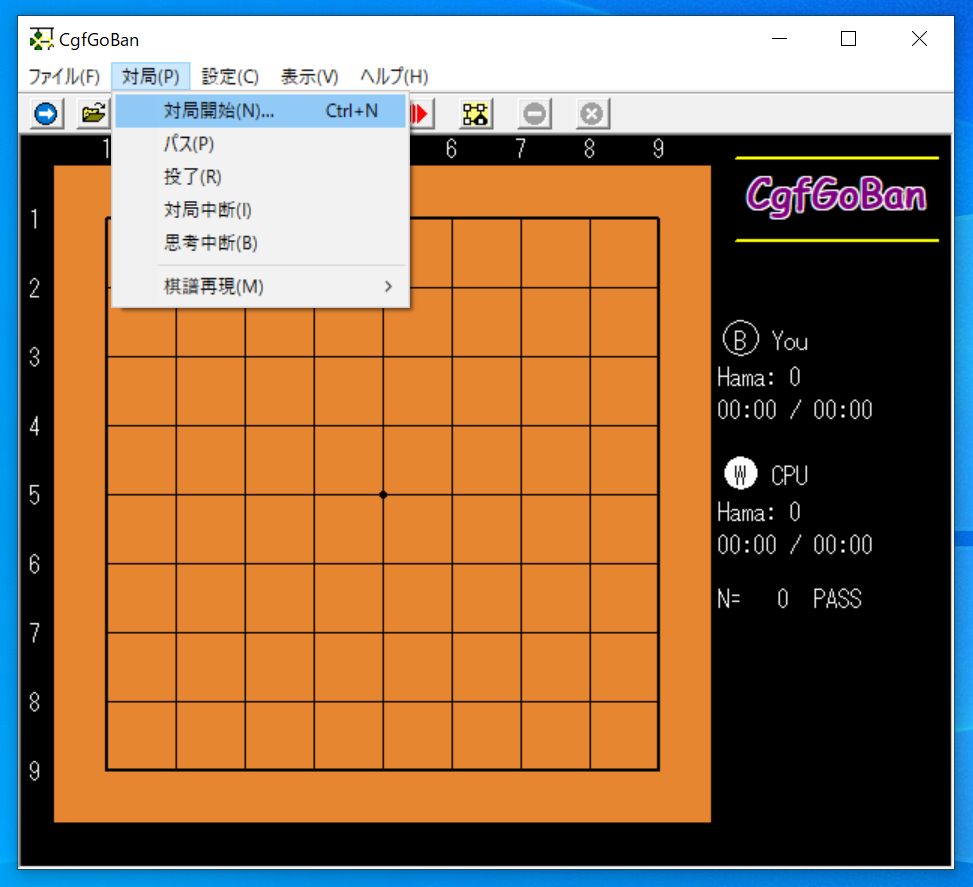 CgfGoBan
ファイル(F) 対局(P) 設定(C) 表示(V) ヘルプ(H)
対局開始(N)... Ctrl+N
パス(P)
投了(R)
対局中断(I)
思考中断(B)
棋譜再現(M)
1 6 7 8 9
1
2
3
4
5
6
7
8
9
CgfGoBan
B You
Hama: 0
00:00 / 00:00
W CPU
Hama: 0
00:00 / 00:00
N= 0 PASS